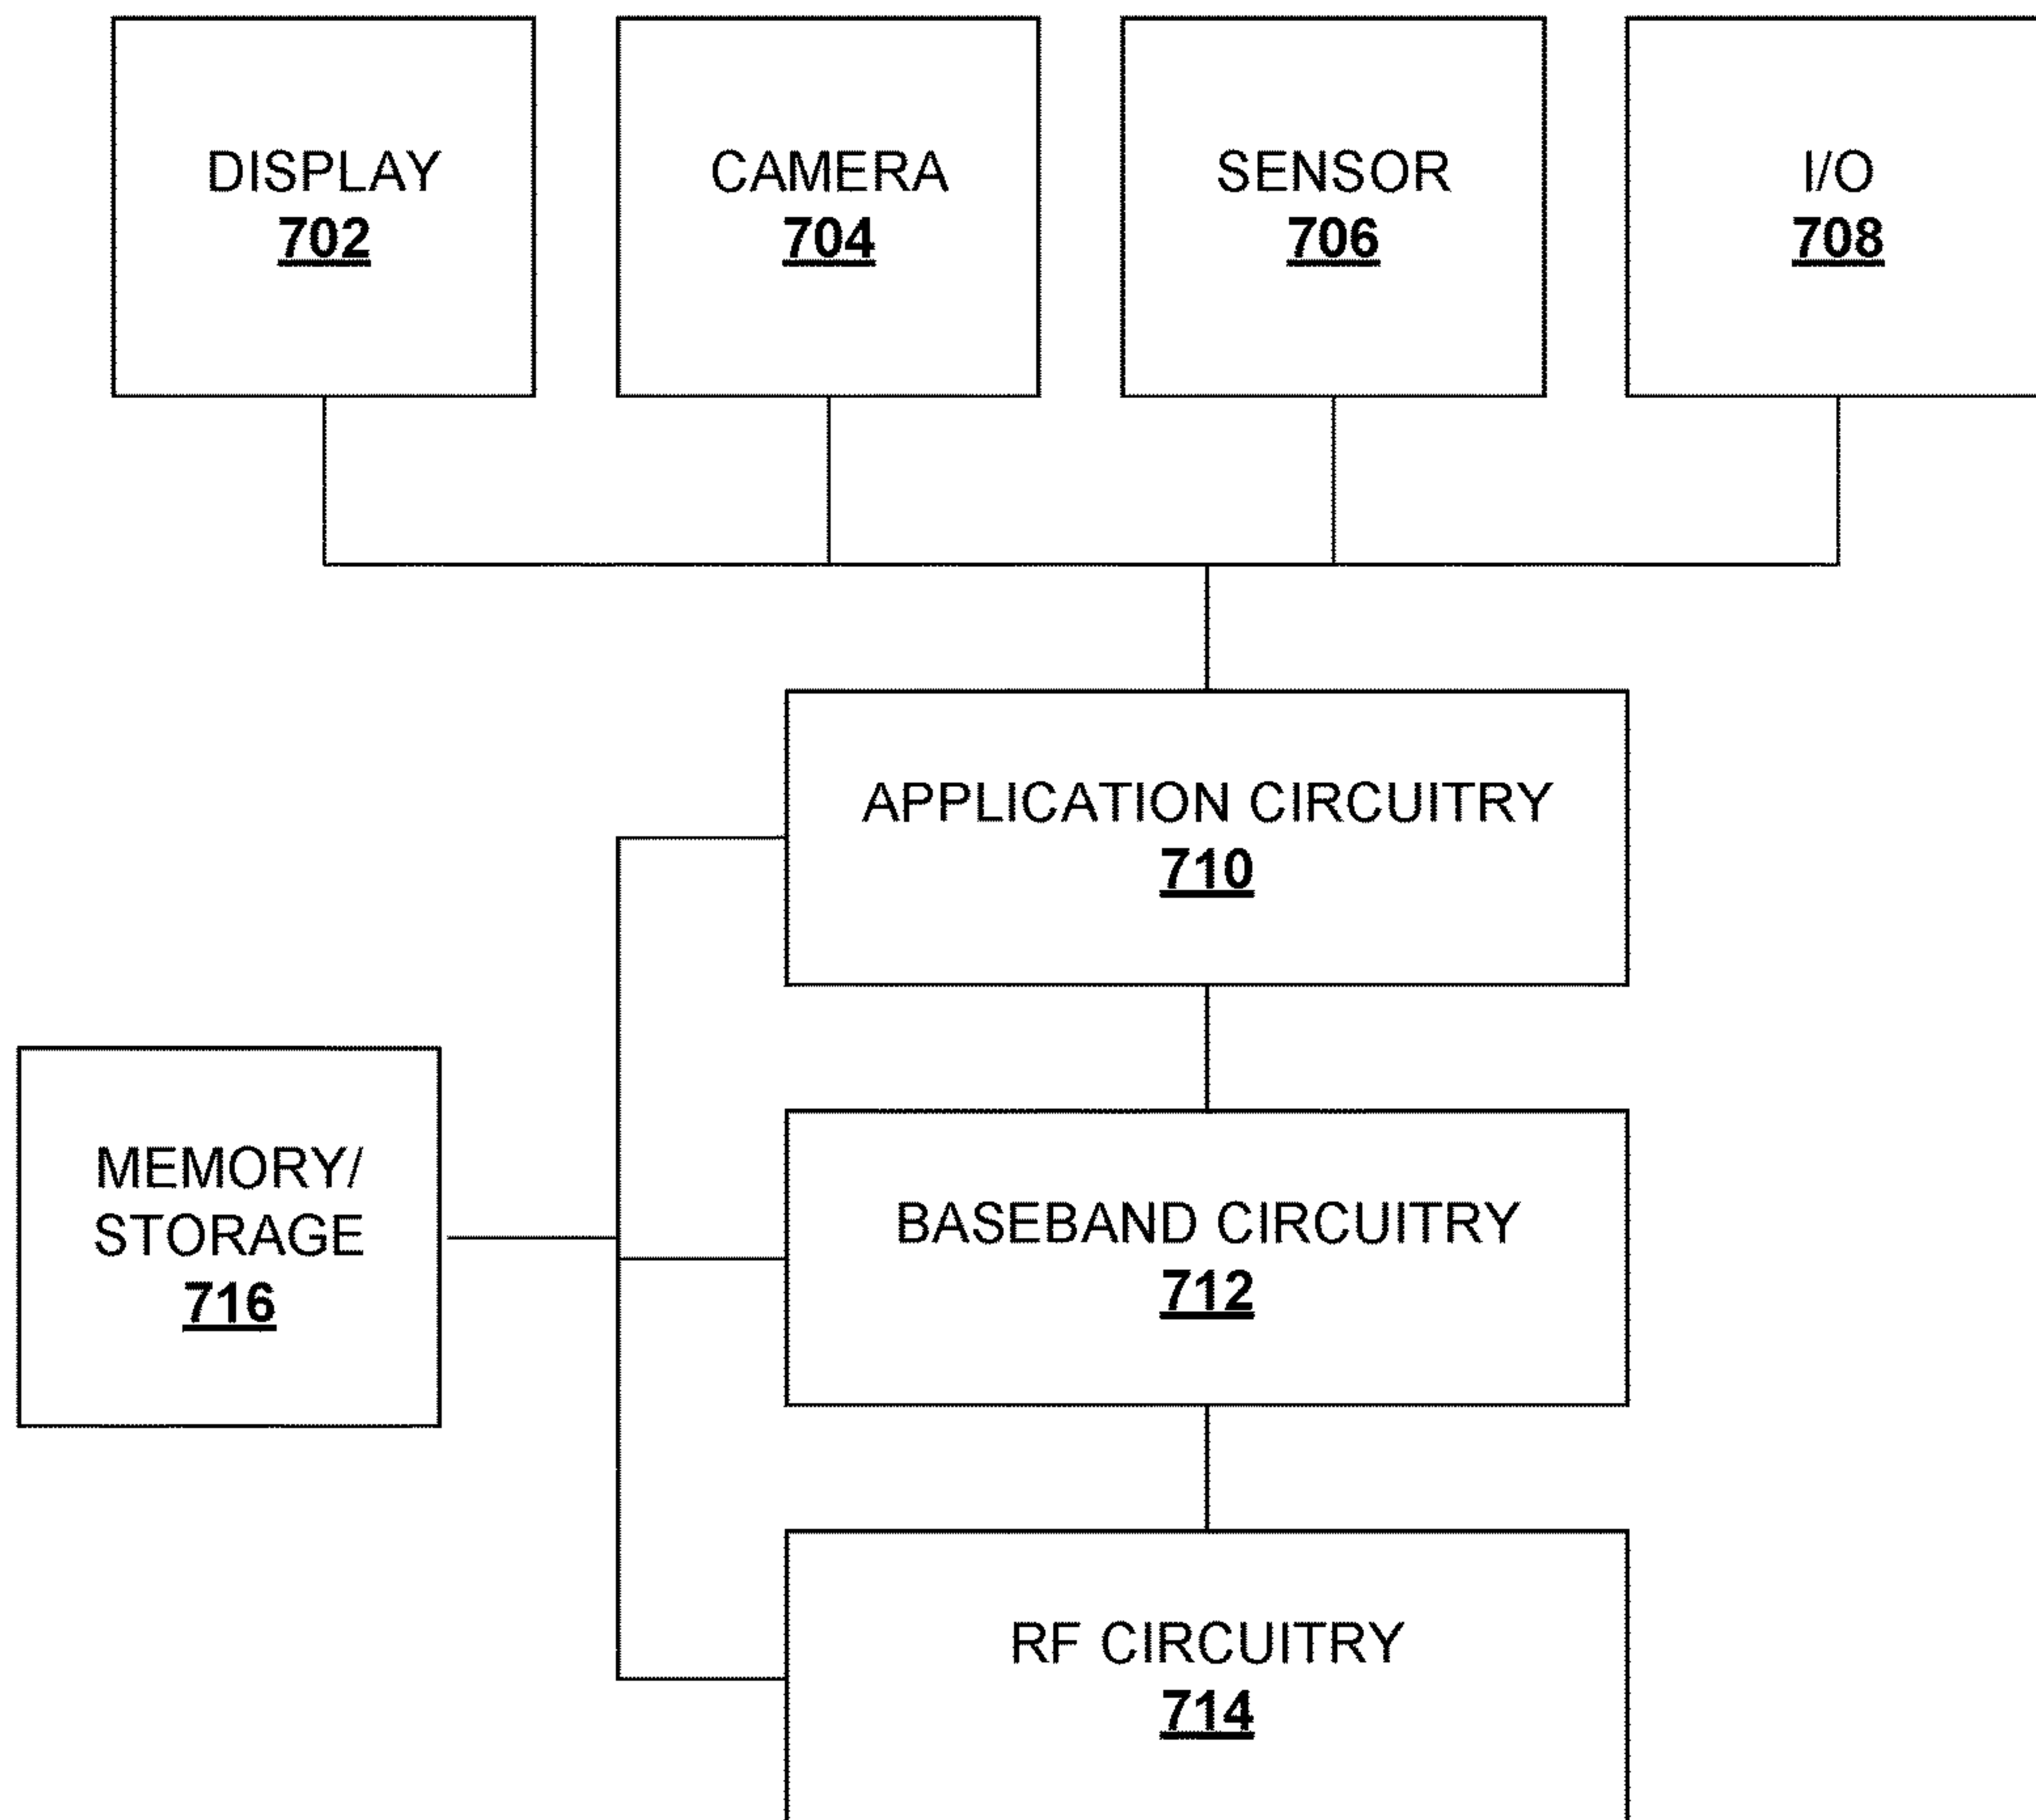 DISPLAY
702
CAMERA
704
SENSOR
706
I/O
708
APPLICATION CIRCUITRY
710
MEMORY/
STORAGE
716
BASEBAND CIRCUITRY
712
RF CIRCUITRY
714